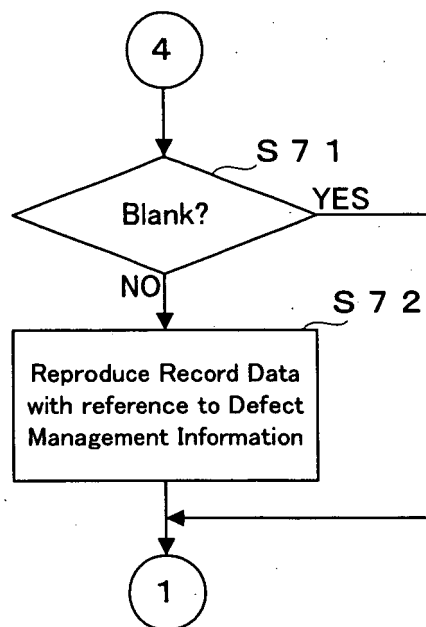 4
S 7 1
Blank?
YES
NO
S 7 2
Reproduce Record Data
with reference to Defect
Management Information
1